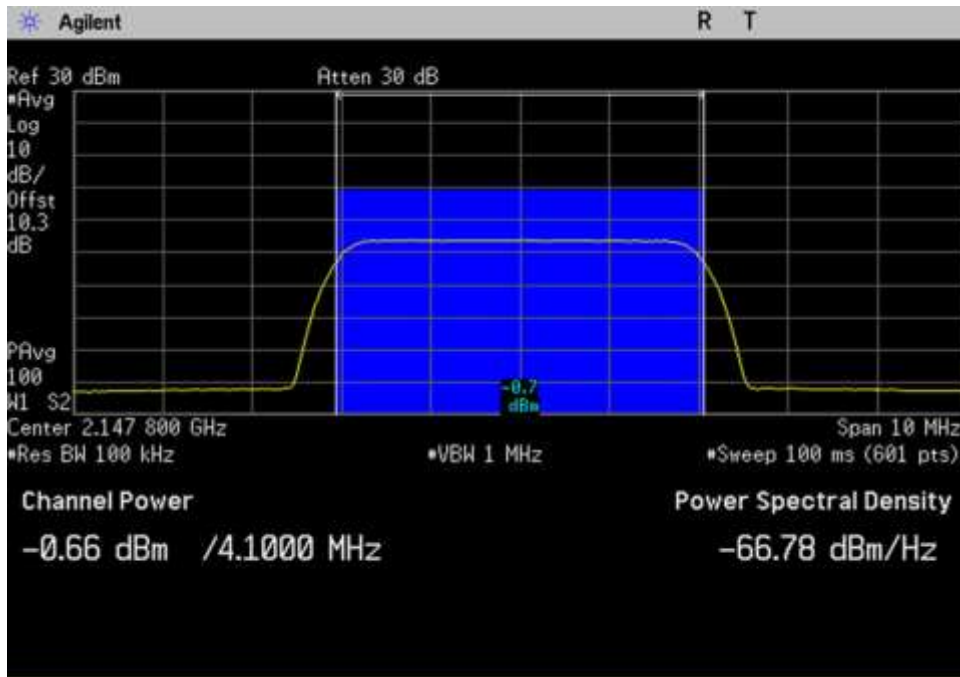 Agilent R T
Ref 30 dBm Atten 30 dB
#Avg
Log
10
dB/
Offst
10.3
dB
-0.7
dBm
PAvg
100
W1 S2
Center 2.147 800 GHz Span 10 MHz
#Res BW 100 kHz #VBW 1 MHz #Sweep 100 ms (601 pts)
Channel Power Power Spectral Density
-0.66 dBm /4.1000 MHz -66.78 dBm/Hz